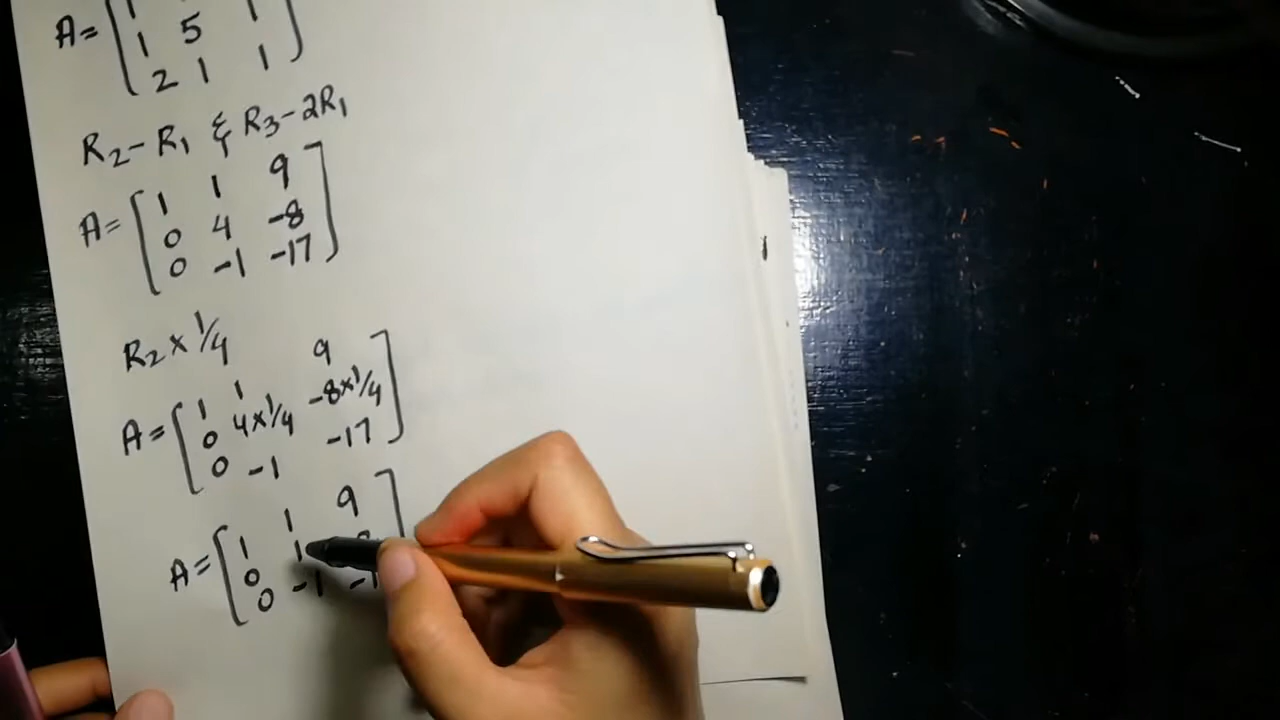 1 1
A= 1 5
2 1 1
R2-R1 & R3-2R1
1 1 9
A= 0 4 -8
0 -1 -17
R2 x 1/4
1 1 9
A= 0 4x1/4 -8x1/4
0 -1 -17
1 1 9
A= 0 1
0 -1